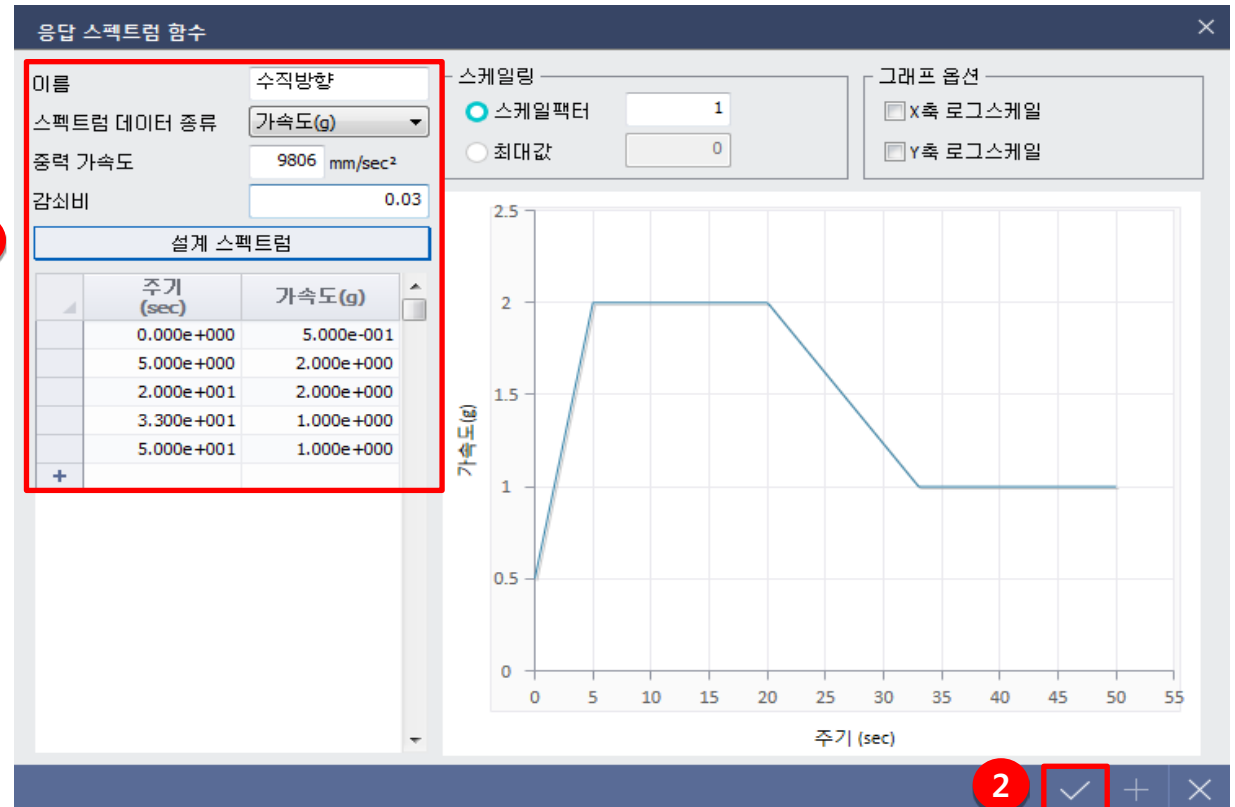 응답 스펙트럼 함수
이름 수직방향
스펙트럼 데이터 종류 가속도(g)
중력 가속도 9806 mm/sec²
감쇠비 0.03
설계 스펙트럼
주기 (sec) 가속도(g)
0.000e+000 5.000e-001
5.000e+000 2.000e+000
2.000e+001 2.000e+000
3.300e+001 1.000e+000
5.000e+001 1.000e+000
+
스케일링
스케일팩터 1
최대값 0
그래프 옵션
X축 로그스케일
Y축 로그스케일
2.5
2
1.5
1
0.5
0
가속도(g)
0 5 10 15 20 25 30 35 40 45 50 55
주기 (sec)
2